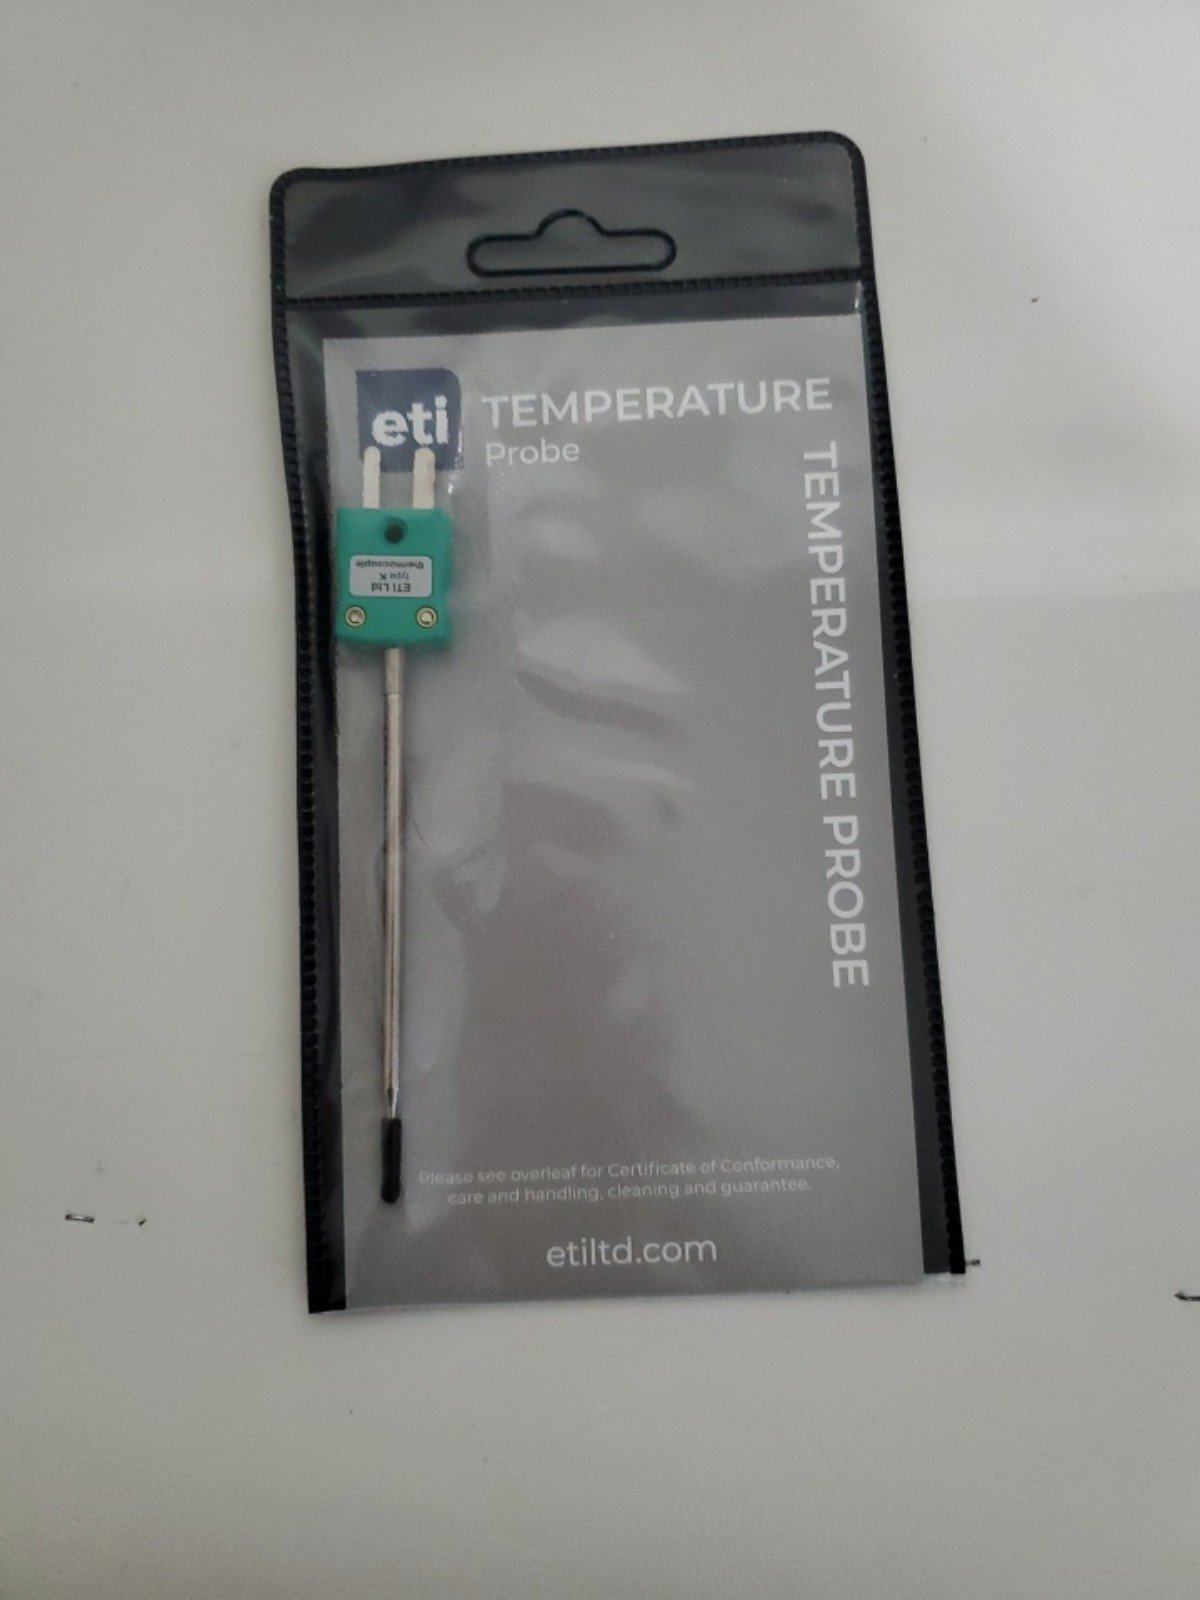 eti
TEMPERATURE
Probe
TEMPERATURE PROBE
ETI Ltd
type K
thermocouple
Please see overleaf for Certificate of Conformance,
care and handling, cleaning and guarantee.
etiltd.com